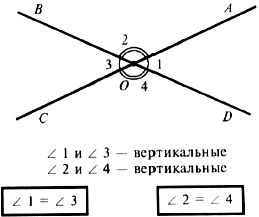 B
A
2
3
1
O
4
C
D
∠ 1 и ∠ 3 – вертикальные
∠ 2 и ∠ 4 – вертикальные
∠ 1 = ∠ 3
∠ 2 = ∠ 4